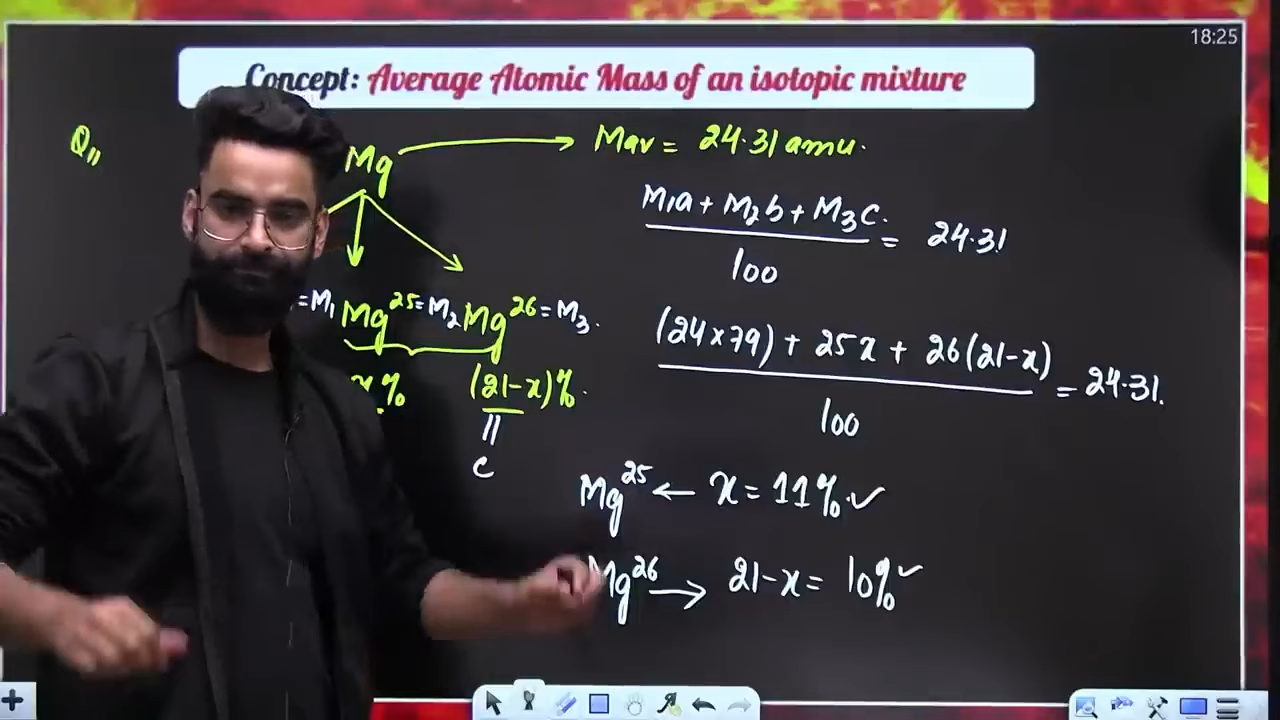 18:25
Concept: Average Atomic Mass of an isotopic mixture
Q,,
Mg → Mav = 24.31 amu.
M₁a + M₂b + M₃c. / 100 = 24.31
= M₁ Mg²⁵ = M₂ Mg²⁶ = M₃.
x% (21-x)%.
c
(24×79) + 25x + 26(21-x) / 100 = 24.31.
Mg²⁵ ← x = 11%. ✓
Mg²⁶ → 21-x = 10% ✓